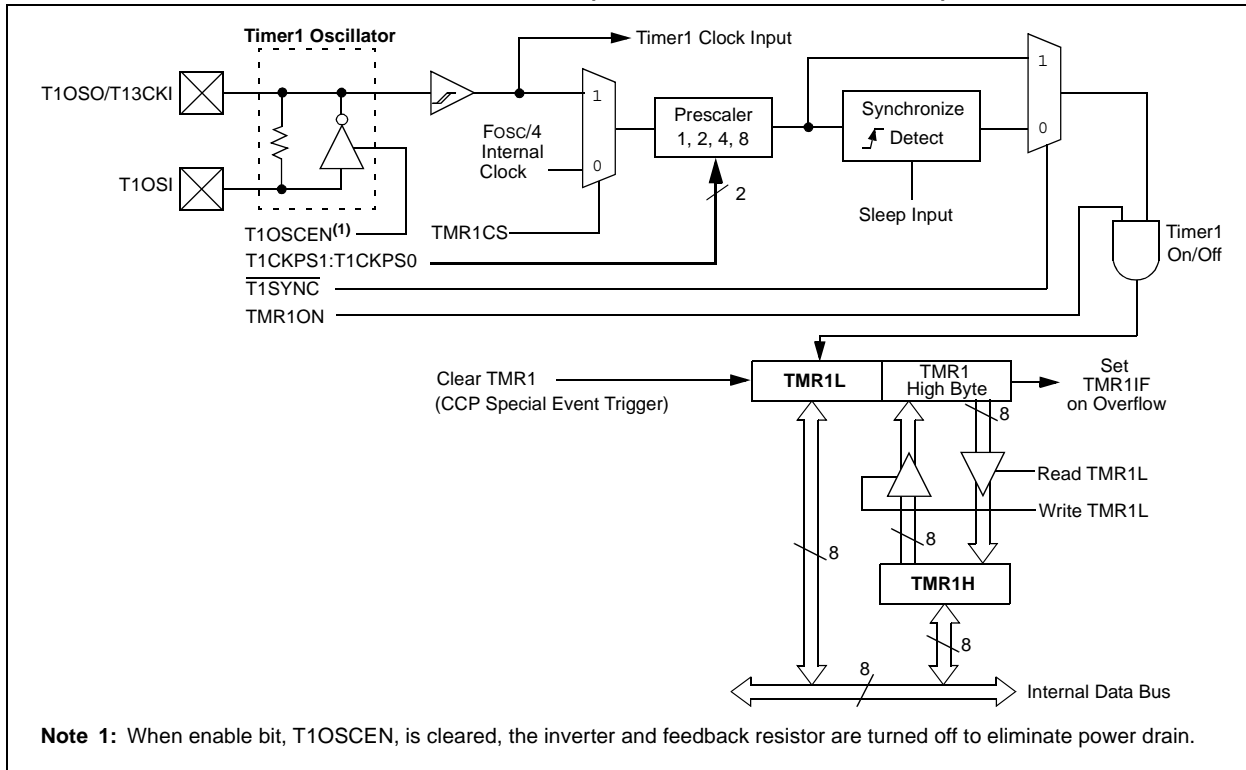 Timer1 Oscillator
T1OSO/T13CKI
T1OSI
Timer1 Clock Input
1
0
FOSC/4
Internal
Clock
Prescaler
1, 2, 4, 8
2
Synchronize
Detect
Sleep Input
1
0
T1OSCEN(1)
TMR1CS
T1CKPS1:T1CKPS0
T1SYNC
TMR1ON
Timer1
On/Off
Clear TMR1
(CCP Special Event Trigger)
TMR1L
TMR1
High Byte
Set
TMR1IF
on Overflow
8
Read TMR1L
Write TMR1L
8
8
TMR1H
8
8
Internal Data Bus
Note 1: When enable bit, T1OSCEN, is cleared, the inverter and feedback resistor are turned off to eliminate power drain.